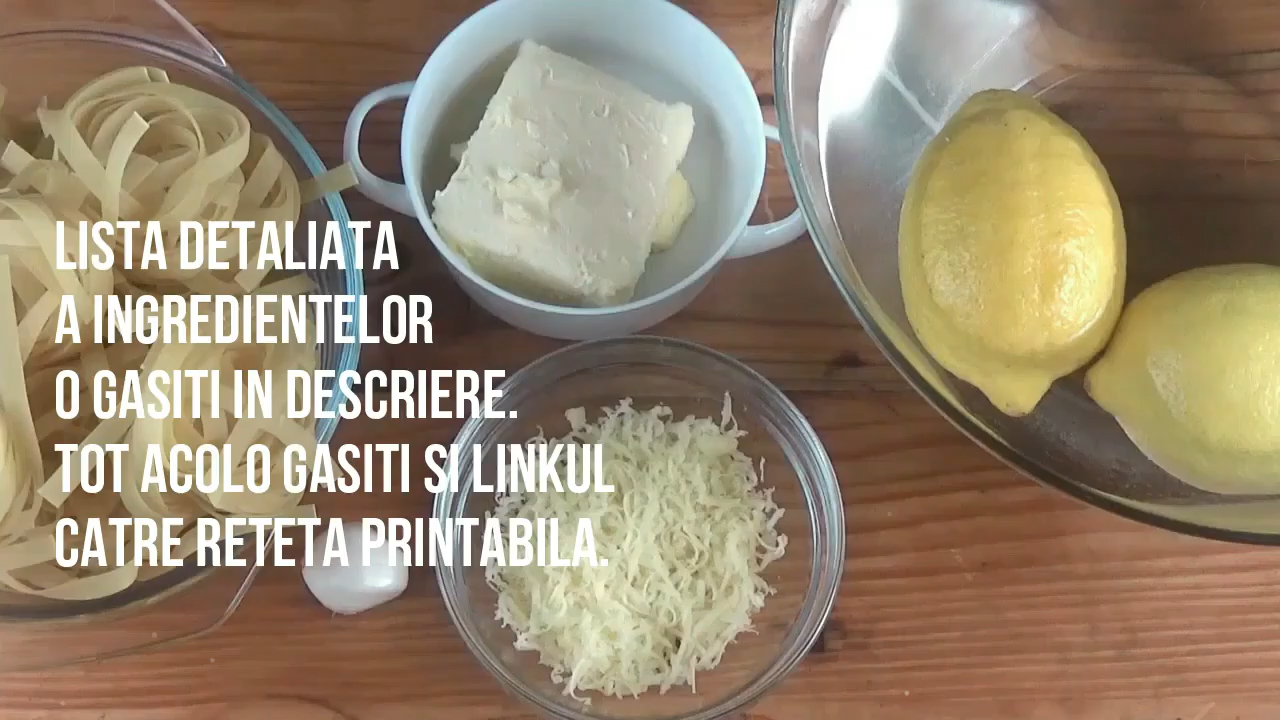 LISTA DETALIATA
A INGREDIENTELOR
O GASITI IN DESCRIERE.
TOT ACOLO GASITI SI LINKUL
CATRE RETETA PRINTABILA.